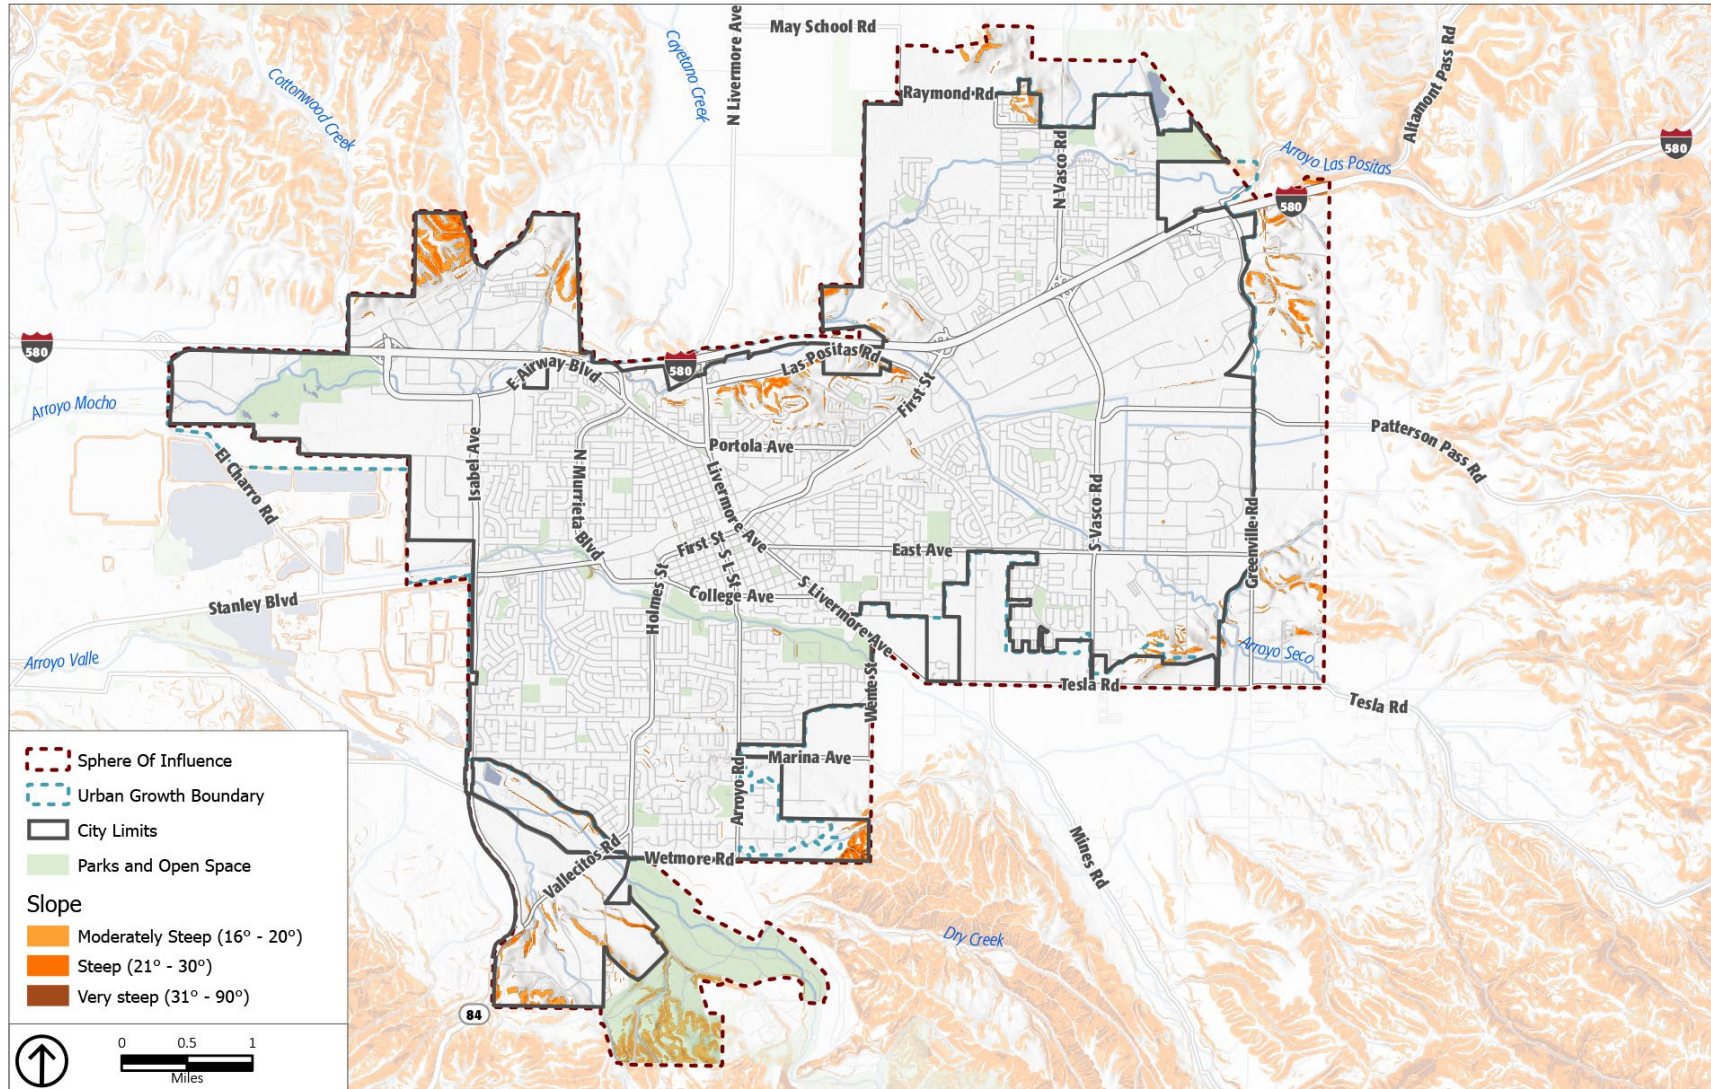 May School Rd
N Livermore Ave
Cayetano Creek
Cottonwood Creek
Altamont Pass Rd
Raymond Rd
N Vasco Rd
Arroyo Las Positas
580
580
580
580
E Airway Blvd
Las Positas Rd
First St
Arroyo Mocho
Portola Ave
Patterson Pass Rd
El Charro Rd
Isabel Ave
N Murrieta Blvd
Livermore Ave
S Vasco Rd
Greenville Rd
First St
East Ave
S L St
College Ave
S Livermore Ave
Holmes St
Stanley Blvd
Arroyo Valle
Arroyo Seco
Tesla Rd
Tesla Rd
Wente St
Marina Ave
Arroyo Rd
Wetmore Rd
Vallecitos Rd
Mines Rd
Dry Creek
84
Sphere Of Influence
Urban Growth Boundary
City Limits
Parks and Open Space
Slope
Moderately Steep (16° - 20°)
Steep (21° - 30°)
Very steep (31° - 90°)
0 0.5 1
Miles